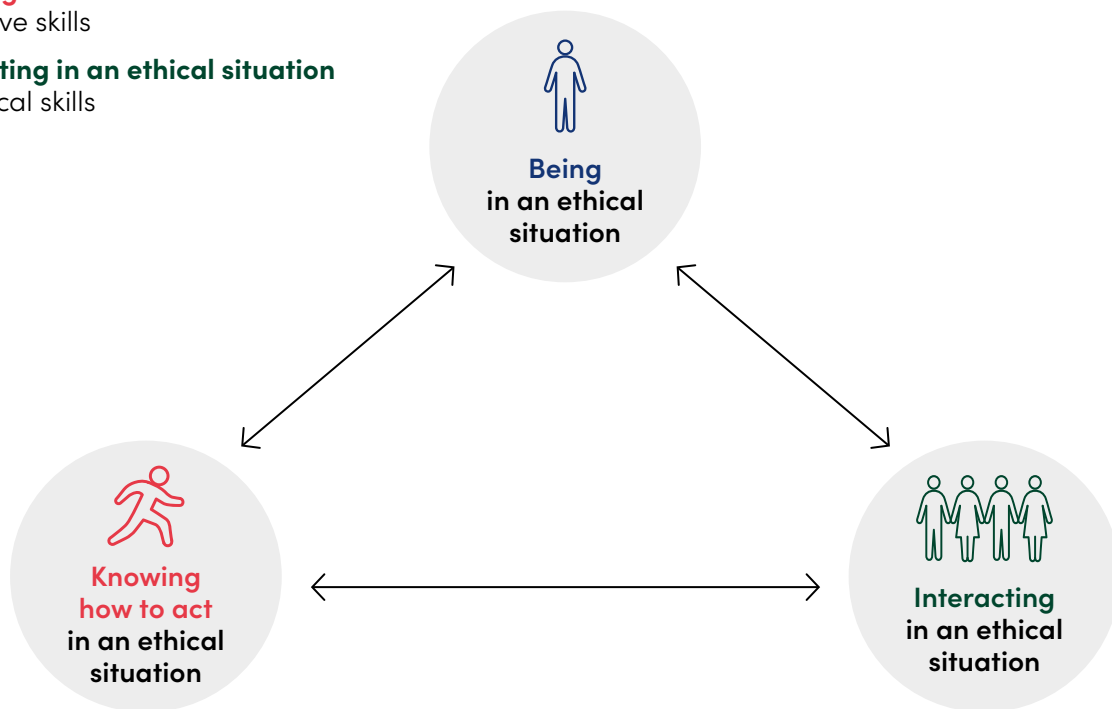 ve skills
ting in an ethical situation
cal skills
Being
in an ethical
situation
Knowing
how to act
in an ethical
situation
Interacting
in an ethical
situation